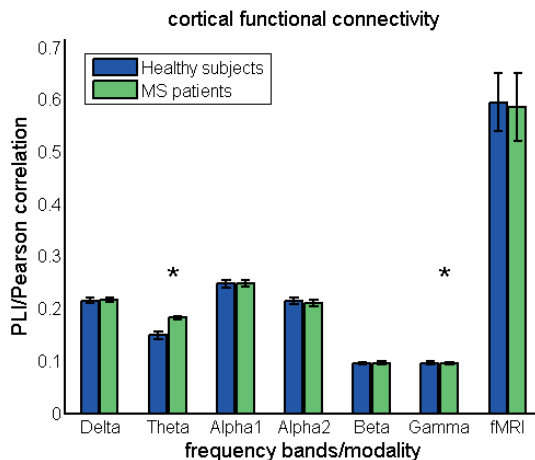 cortical functional connectivity
Healthy subjects
MS patients
PLI/Pearson correlation
0.7
0.6
0.5
0.4
0.3
0.2
0.1
0
*
*
Delta Theta Alpha1 Alpha2 Beta Gamma fMRI
frequency bands/modality